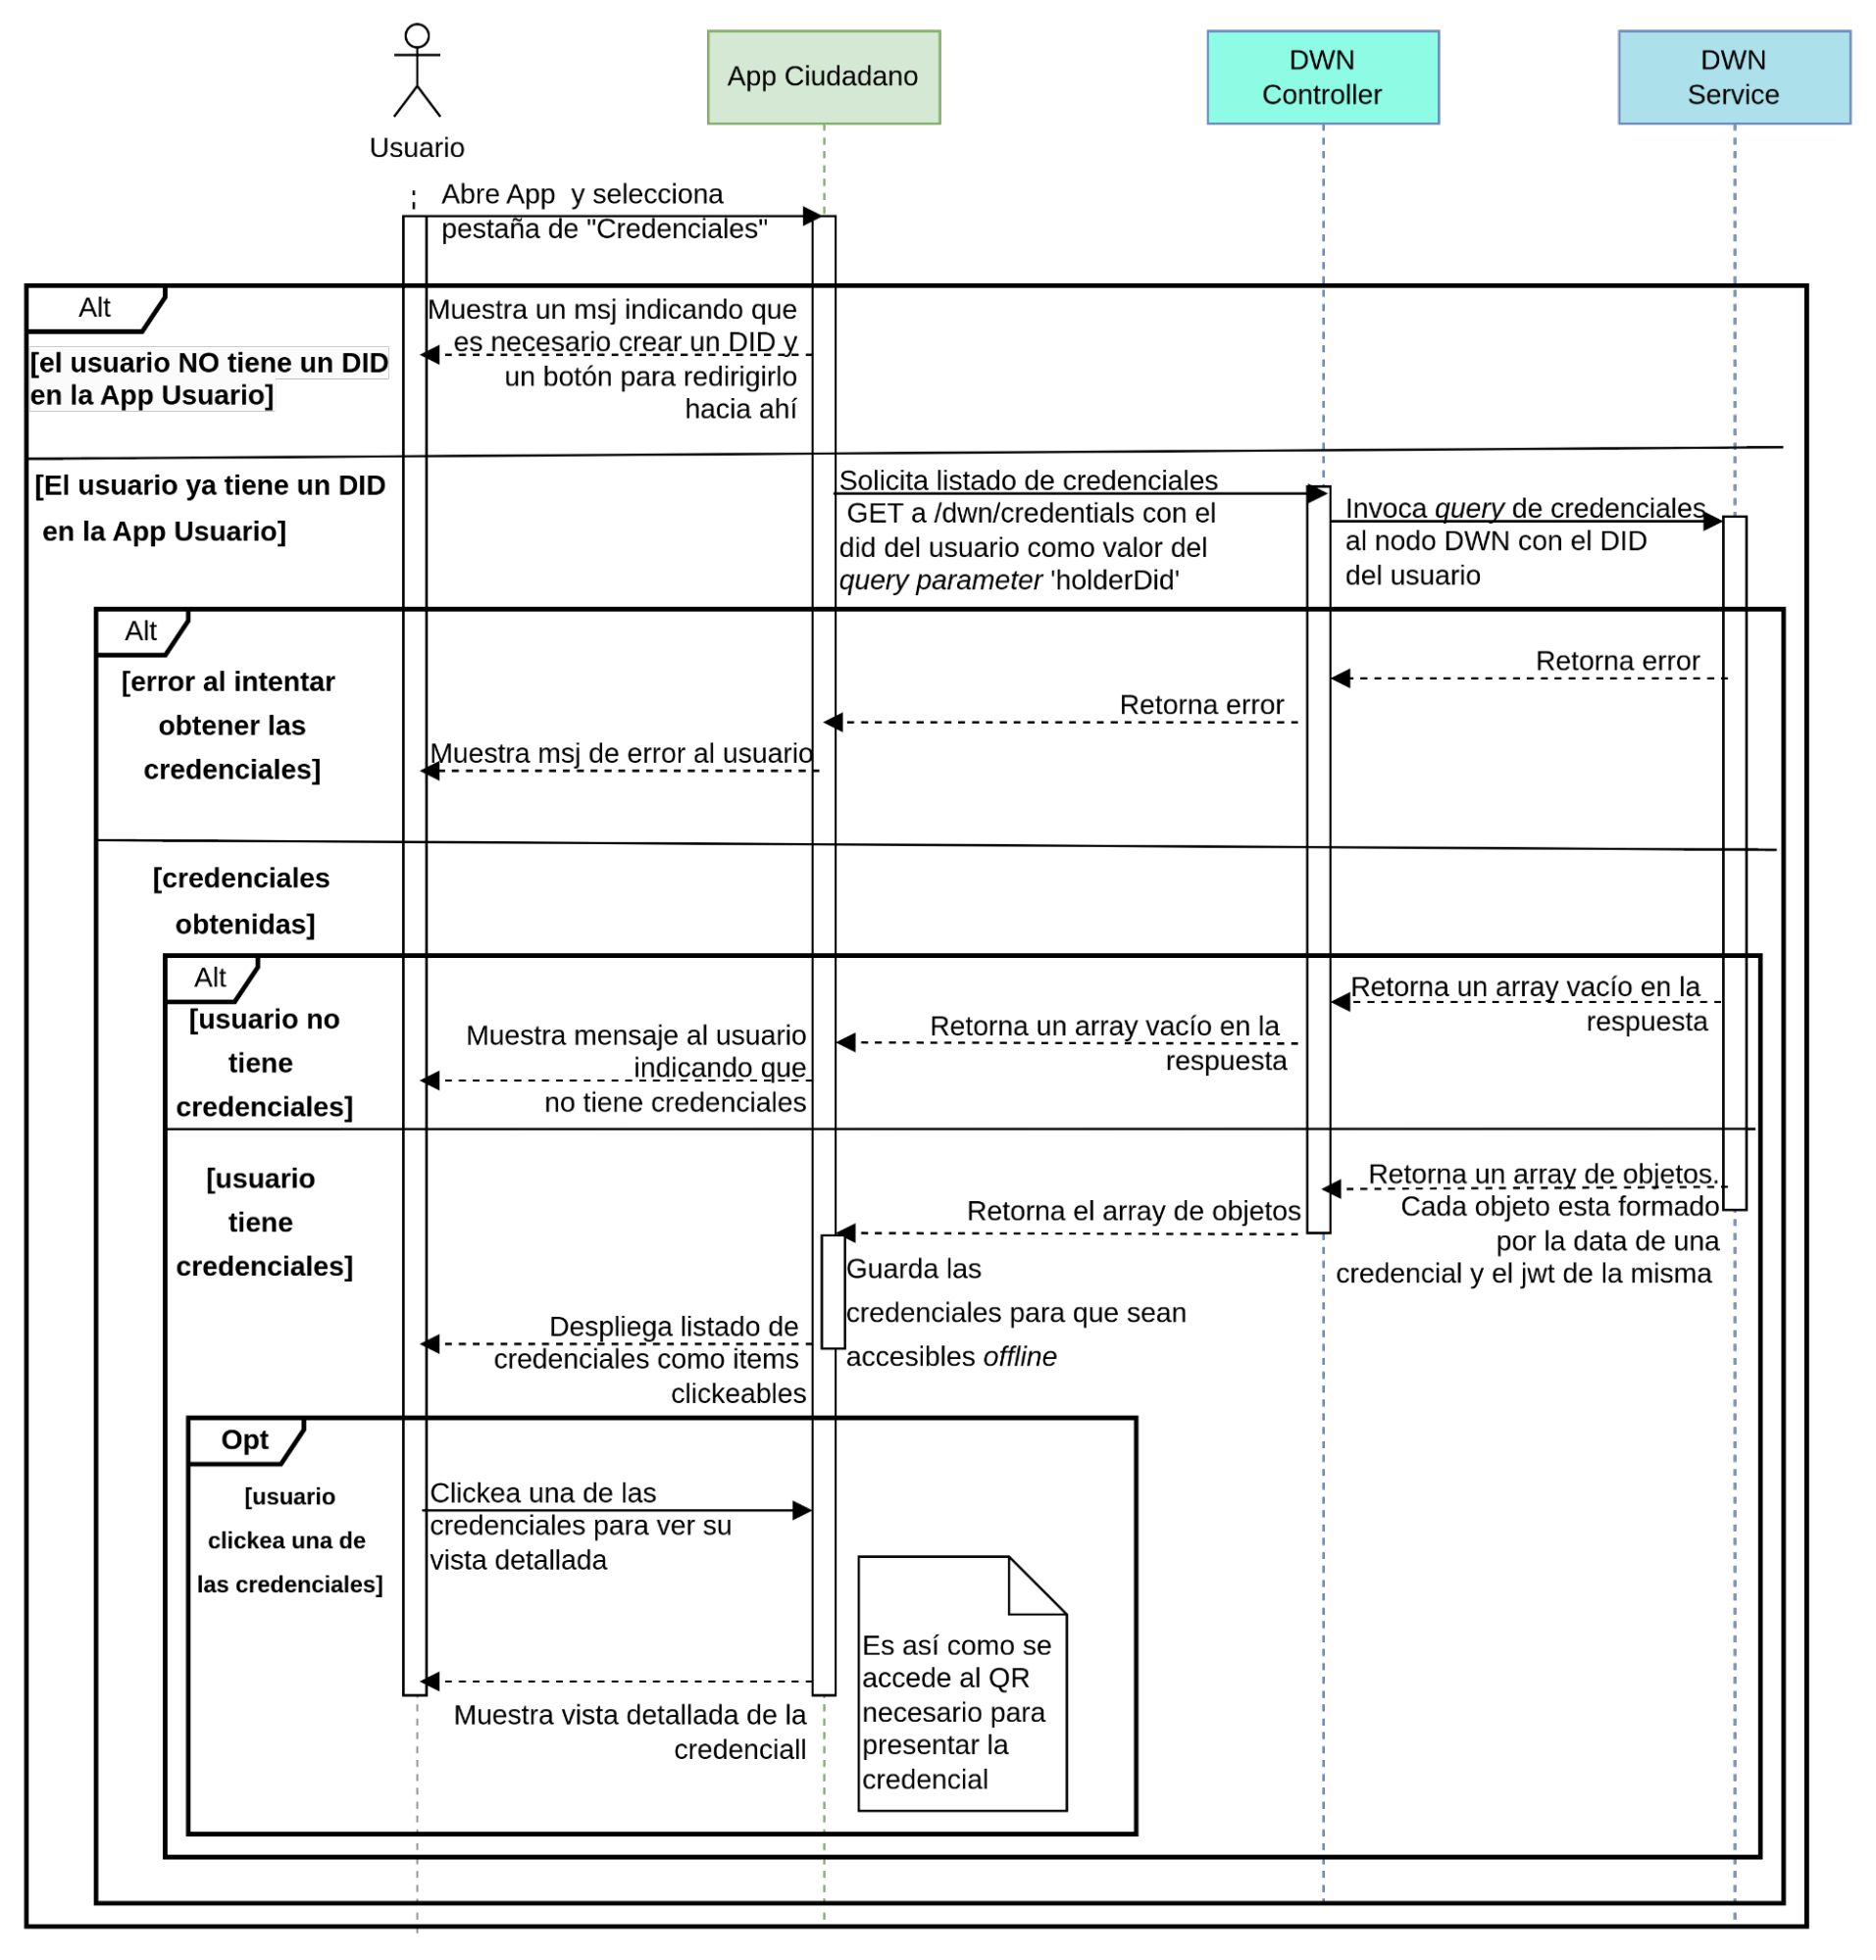 Usuario
App Ciudadano
DWN
Controller
DWN
Service
Abre App  y selecciona
pestaña de "Credenciales"
Alt
[el usuario NO tiene un DID
en la App Usuario]
Muestra un msj indicando que
es necesario crear un DID y
un botón para redirigirlo
hacia ahí
[El usuario ya tiene un DID
en la App Usuario]
Solicita listado de credenciales
GET a /dwn/credentials con el
did del usuario como valor del
query parameter 'holderDid'
Invoca query de credenciales
al nodo DWN con el DID
del usuario
Alt
[error al intentar
obtener las
credenciales]
Retorna error
Retorna error
Muestra msj de error al usuario
[credenciales
obtenidas]
Alt
[usuario no
tiene
credenciales]
Retorna un array vacío en la
respuesta
Retorna un array vacío en la
respuesta
Muestra mensaje al usuario
indicando que
no tiene credenciales
[usuario
tiene
credenciales]
Retorna un array de objetos.
Cada objeto esta formado
por la data de una
credencial y el jwt de la misma
Retorna el array de objetos
Guarda las
credenciales para que sean
accesibles offline
Despliega listado de
credenciales como items
clickeables
Opt
[usuario
clickea una de
las credenciales]
Clickea una de las
credenciales para ver su
vista detallada
Es así como se
accede al QR
necesario para
presentar la
credencial
Muestra vista detallada de la
credenciall